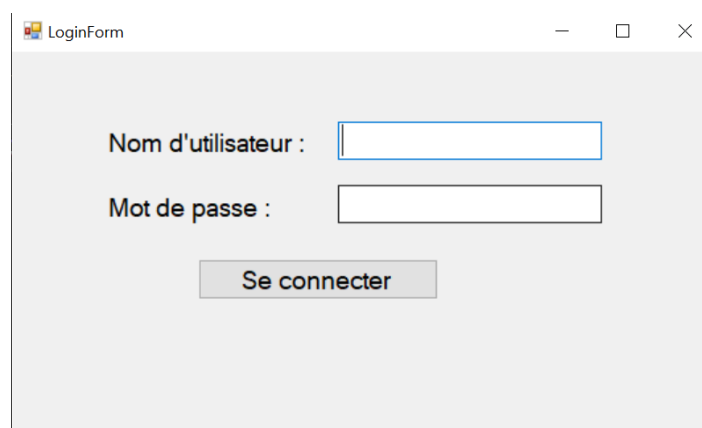 LoginForm
Nom d'utilisateur :
Mot de passe :
Se connecter